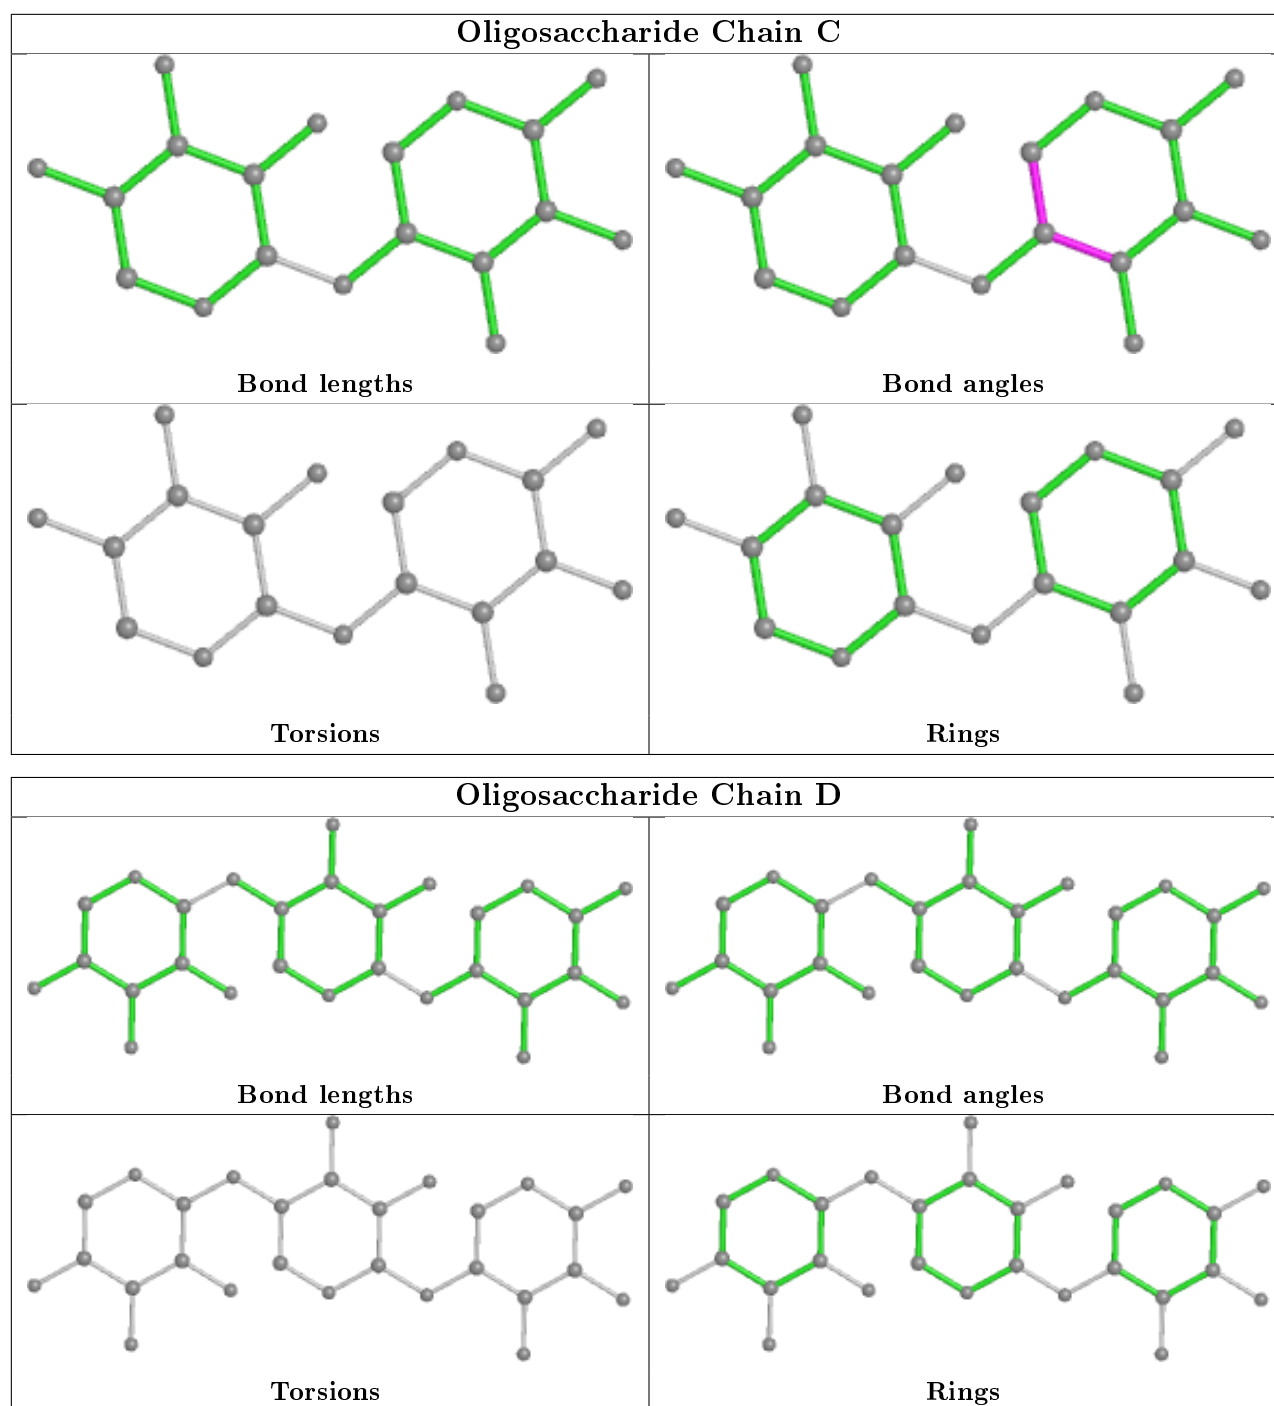 Oligosaccharide Chain C
Bond lengths
Bond angles
Torsions
Rings
Oligosaccharide Chain D
Bond lengths
Bond angles
Torsions
Rings